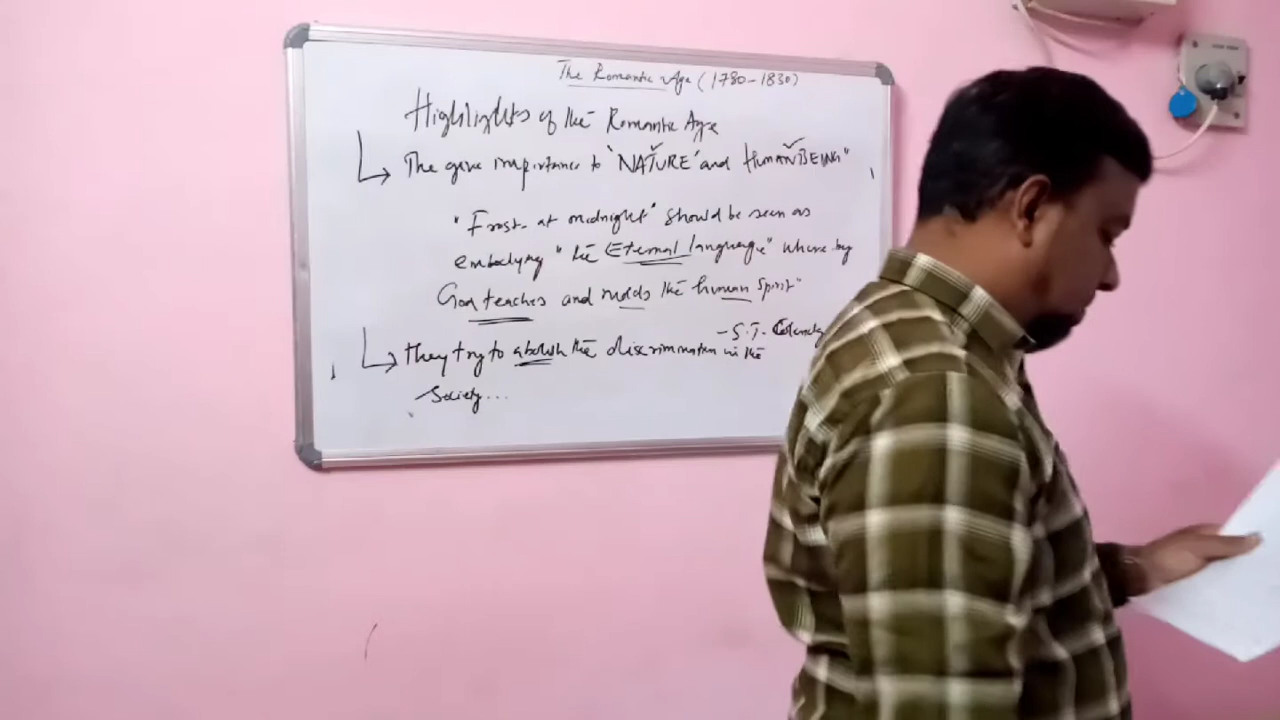 The Romantic Age (1780-1830)
Highlights of the Romantic Age
The gave importance to 'NATURE' and HUMAN BEING"
"Frost at midnight" should be seen as
embodying "the Eternal language" where by
God teaches and molds the human Spirit"
- S.T.
They try to abolish the discrimination in the
Society...